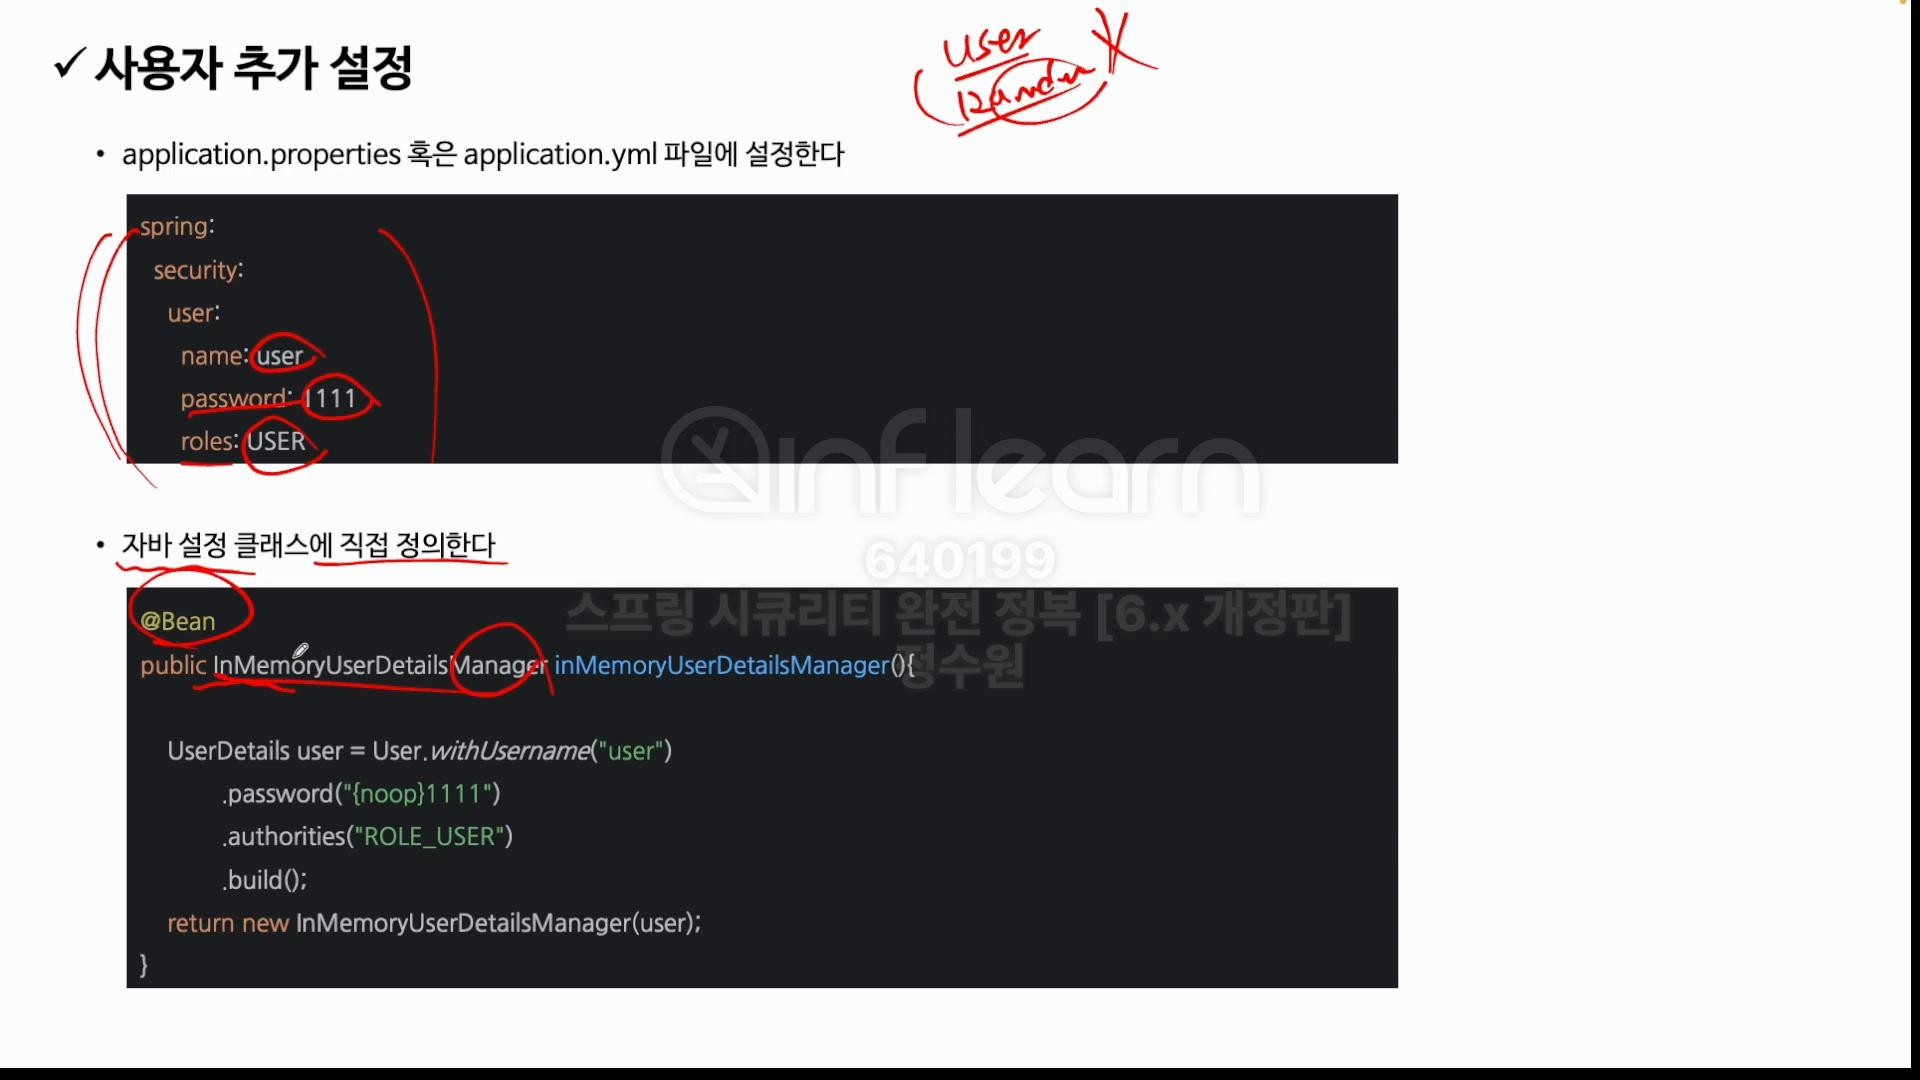 ✓ 사용자 추가 설정
user
• application.properties 혹은 application.yml 파일에 설정한다
spring:
security:
user:
name: user
password: 1111
roles: USER
inflearn
640199
스프링 시큐리티 완전 정복 [6.x 개정판]
정수원
• 자바 설정 클래스에 직접 정의한다
@Bean
public InMemoryUserDetailsManager inMemoryUserDetailsManager(){
UserDetails user = User.withUsername("user")
.password("{noop}1111")
.authorities("ROLE_USER")
.build();
return new InMemoryUserDetailsManager(user);
}